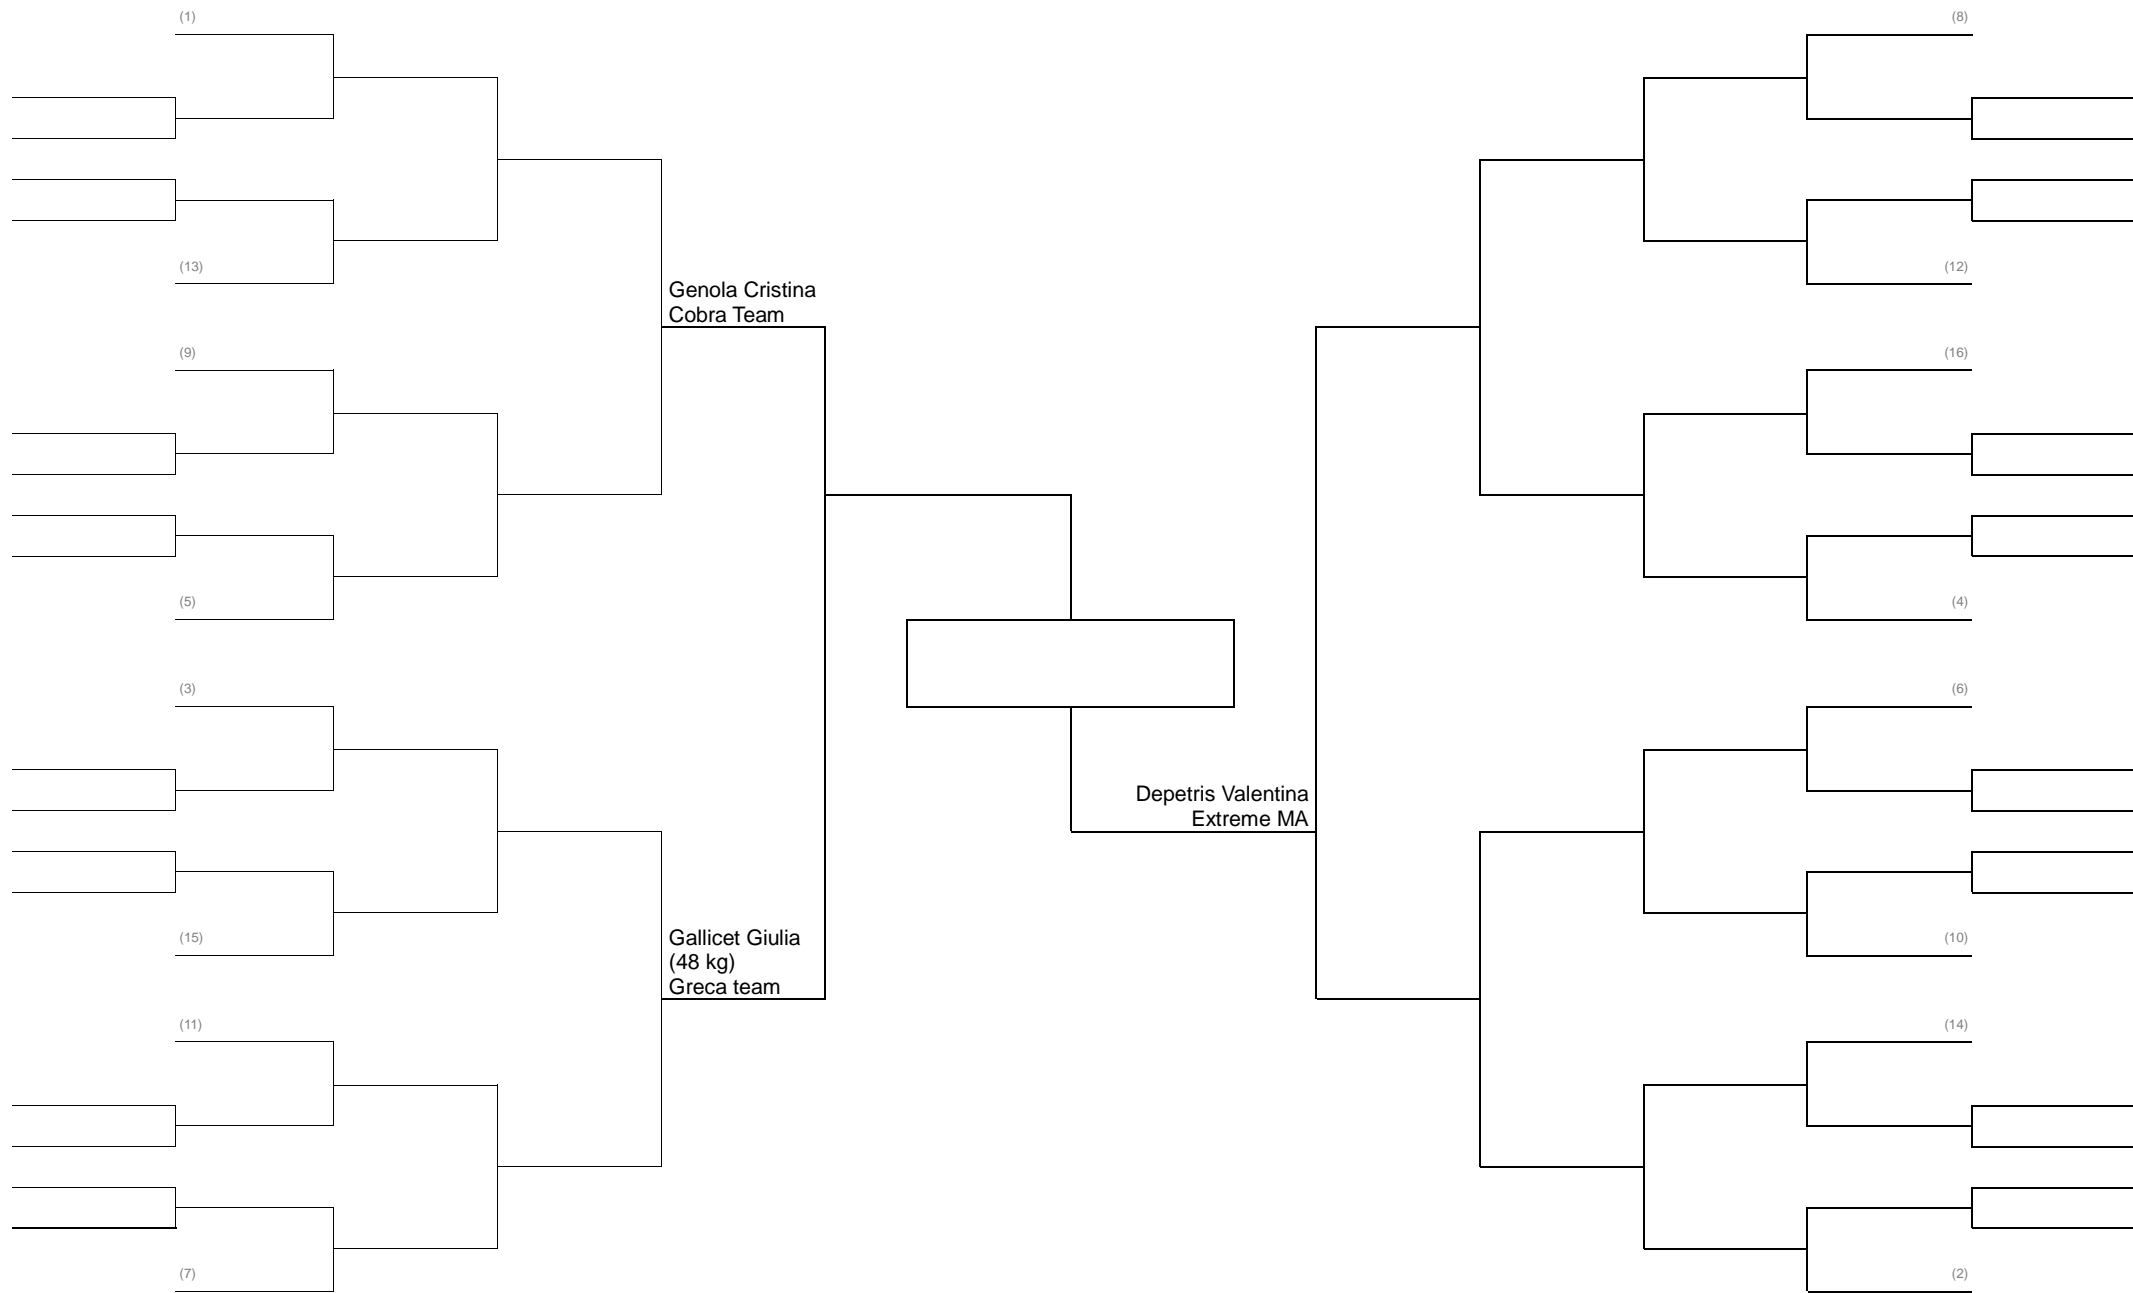 (1)
(8)
(13)
(12)
Genola Cristina
Cobra Team
(9)
(16)
(5)
(4)
(3)
(6)
Depetris Valentina
Extreme MA
(15)
(10)
Gallicet Giulia
(48 kg)
Greca team
(11)
(14)
(7)
(2)